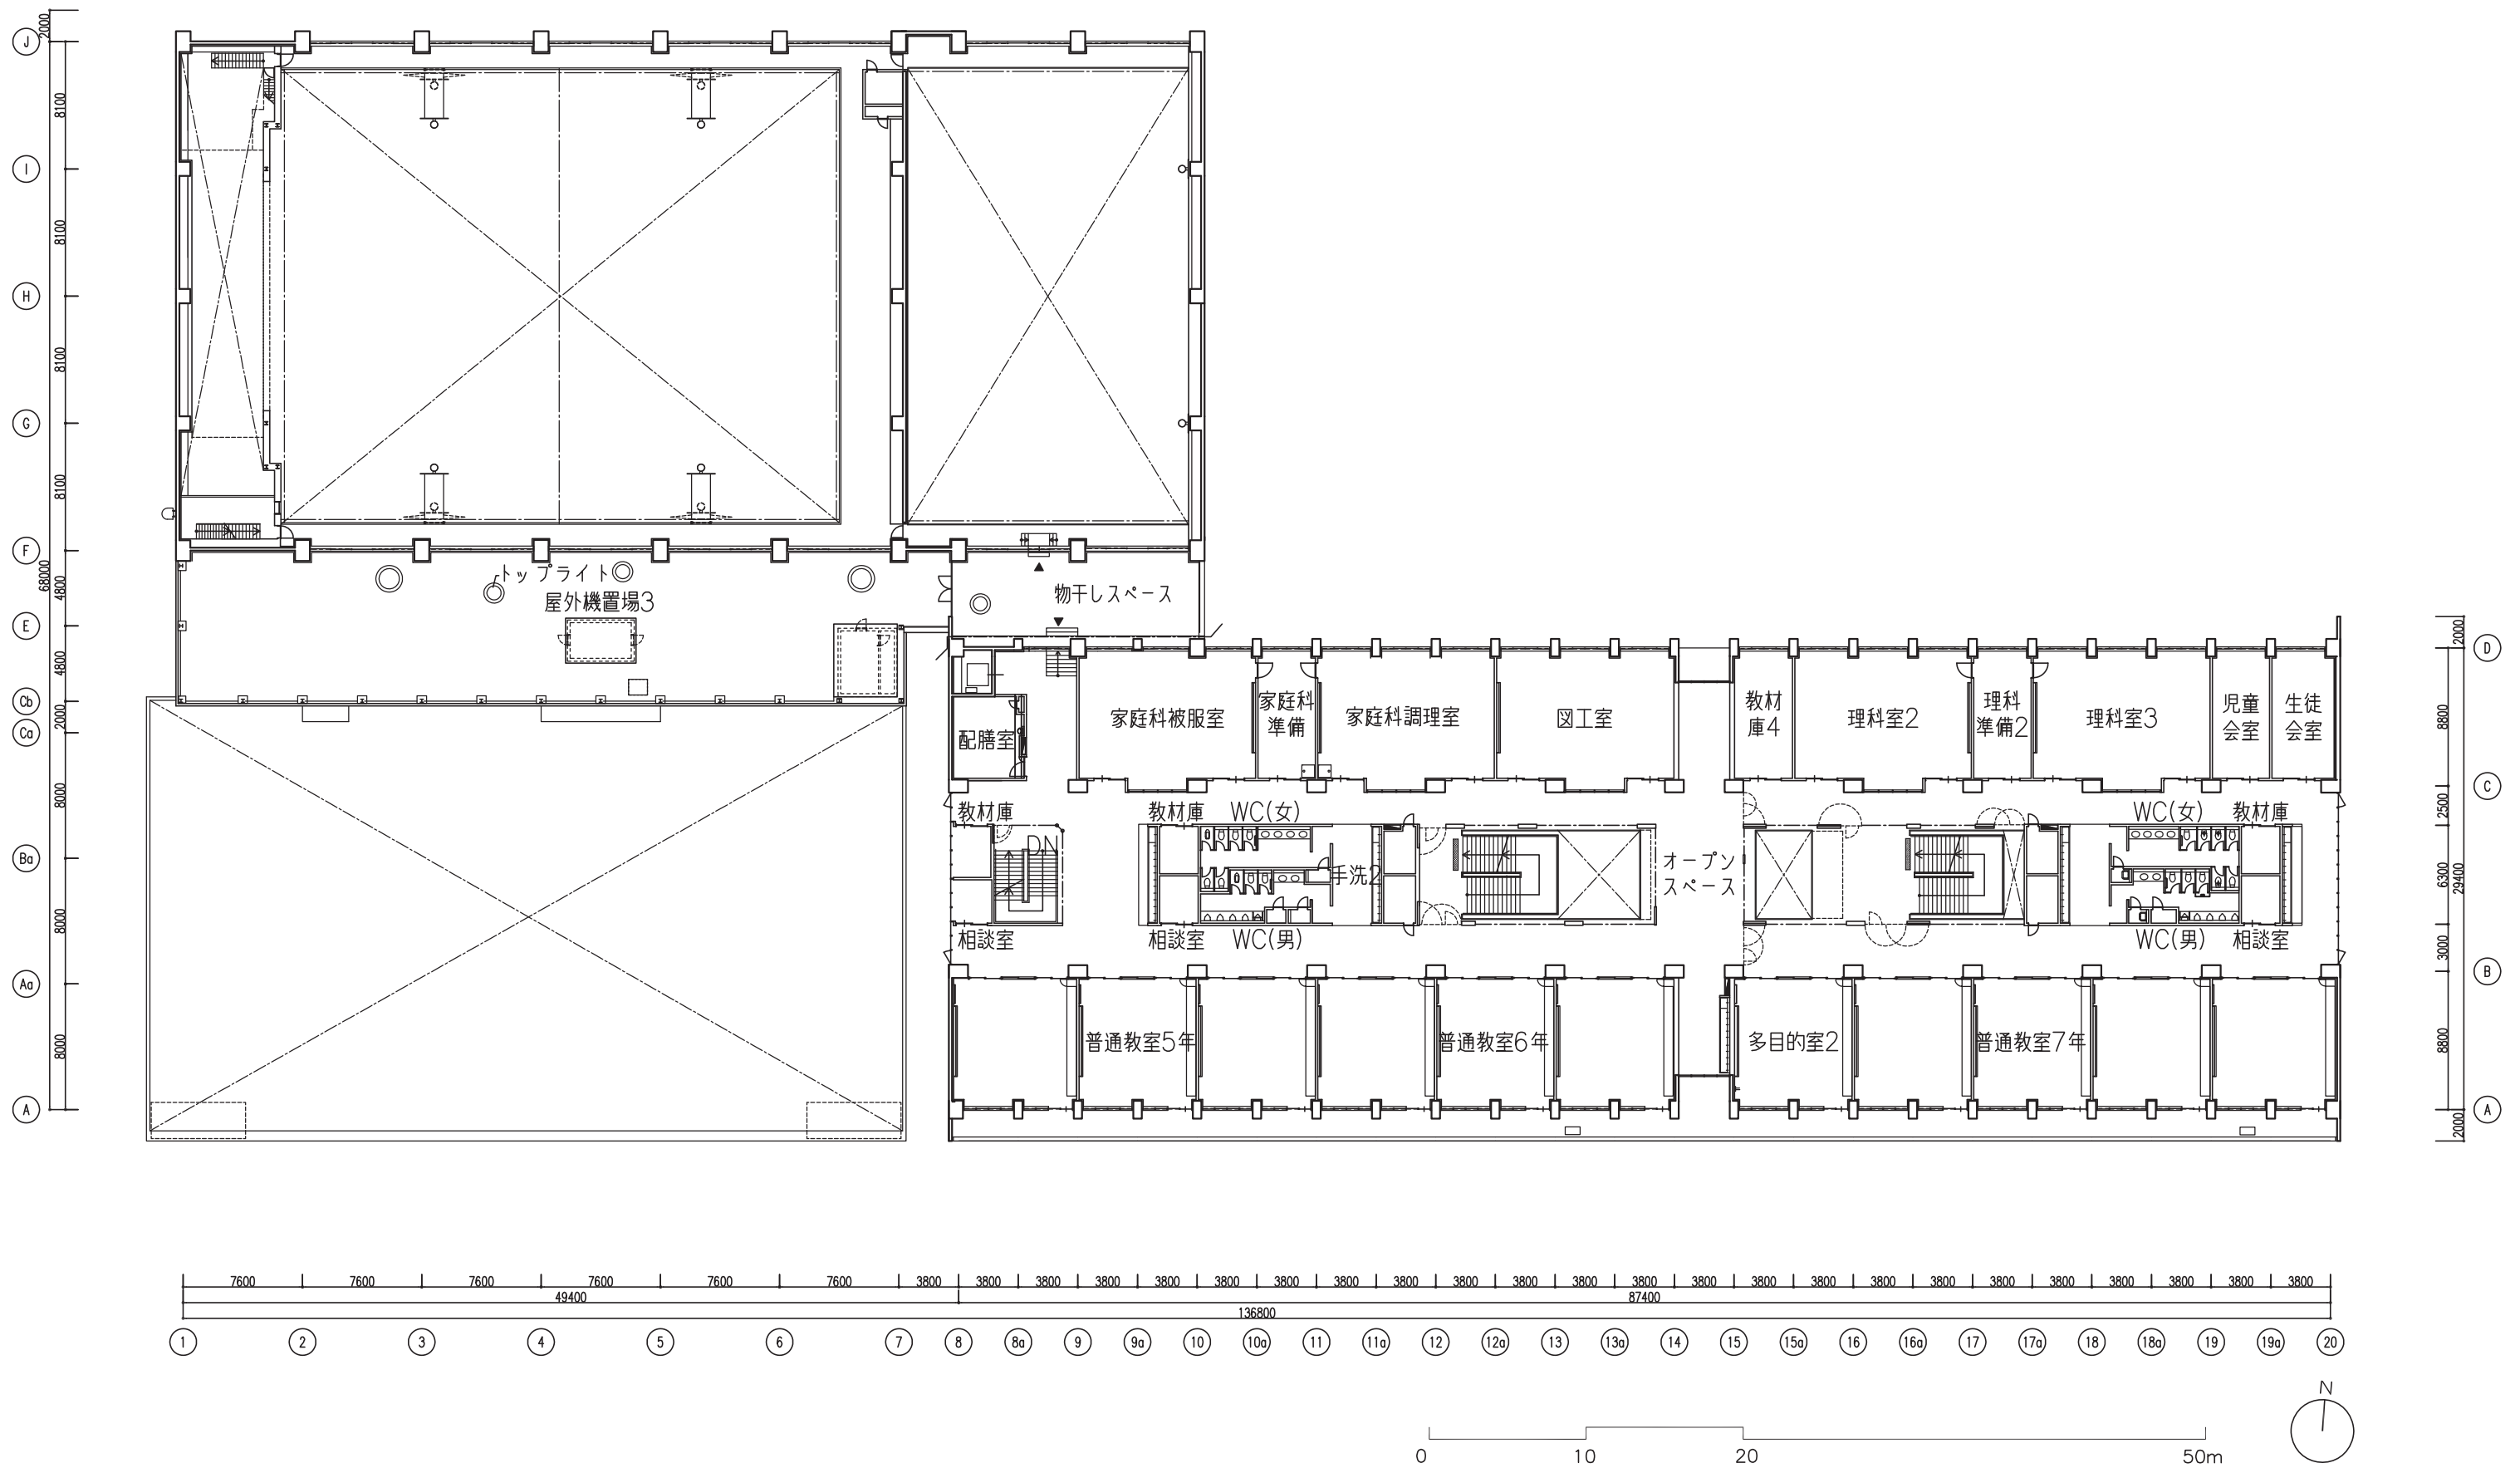 J
I
H
G
F
E
Cb
Ca
Ba
Aa
A
2000
8100
8100
8100
8100
4800
4800
2000
8000
8000
8000
68000
トップライト
屋外機置場3
物干しスペース
配膳室
家庭科被服室
家庭科
準備
家庭科調理室
図工室
教材
庫4
理科室2
理科
準備2
理科室3
児童
会室
生徒
会室
教材庫
DN
相談室
教材庫
WC(女)
手洗2
相談室
WC(男)
オープン
スペース
WC(女)
教材庫
WC(男)
相談室
普通教室5年
普通教室6年
多目的室2
普通教室7年
2000
8800
2500
6300
3000
8800
2000
29400
D
C
B
A
7600 7600 7600 7600 7600 7600 3800 3800 3800 3800 3800 3800 3800 3800 3800 3800 3800 3800 3800 3800 3800 3800 3800 3800 3800 3800 3800 3800 3800 3800
49400 87400
136800
1 2 3 4 5 6 7 8 8a 9 9a 10 10a 11 11a 12 12a 13 13a 14 15 15a 16 16a 17 17a 18 18a 19 19a 20
N
0 10 20 50m